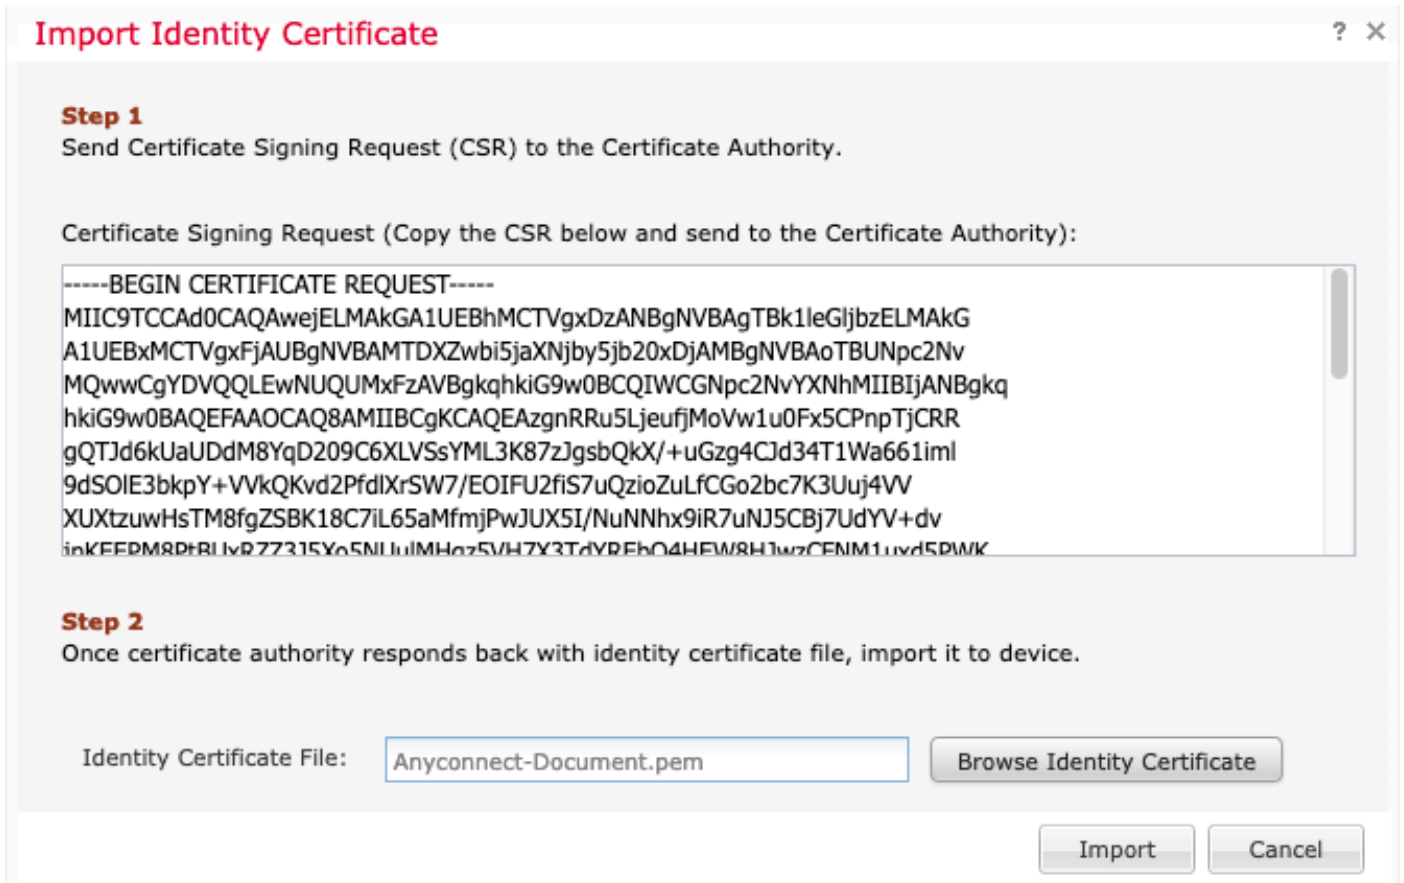 Import Identity Certificate
? ×
Step 1
Send Certificate Signing Request (CSR) to the Certificate Authority.
Certificate Signing Request (Copy the CSR below and send to the Certificate Authority):
-----BEGIN CERTIFICATE REQUEST-----
MIIC9TCCAd0CAQAwejELMAkGA1UEBhMCTVgxDzANBgNVBAgTBk1leGljbzELMAkG
A1UEBxMCTVgxFjAUBgNVBAMTDXZwbi5jaXNjby5jb20xDjAMBgNVBAoTBUNpc2Nv
MQwwCgYDVQQLEwNUQUMxFzAVBgkqhkiG9w0BCQIWCGNpc2NvYXNhMIIBIjANBgkq
hkiG9w0BAQEFAAOCAQ8AMIIBCgKCAQEAzgnRRu5LjeufjMoVw1u0Fx5CPnpTjCRR
gQTJd6kUaUDdM8YqD209C6XLVSsYML3K87zJgsbQkX/+uGzg4CJd34T1Wa661iml
9dSOlE3bkpY+VVkQKvd2PfdlXrSW7/EOIFU2fiS7uQzioZuLfCGo2bc7K3Uuj4VV
XUXtzuwHsTM8fgZSBK18C7iL65aMfmjPwJUX5I/NuNNhx9iR7uNJ5CBj7UdYV+dv
Step 2
Once certificate authority responds back with identity certificate file, import it to device.
Identity Certificate File:
Anyconnect-Document.pem
Browse Identity Certificate
Import
Cancel